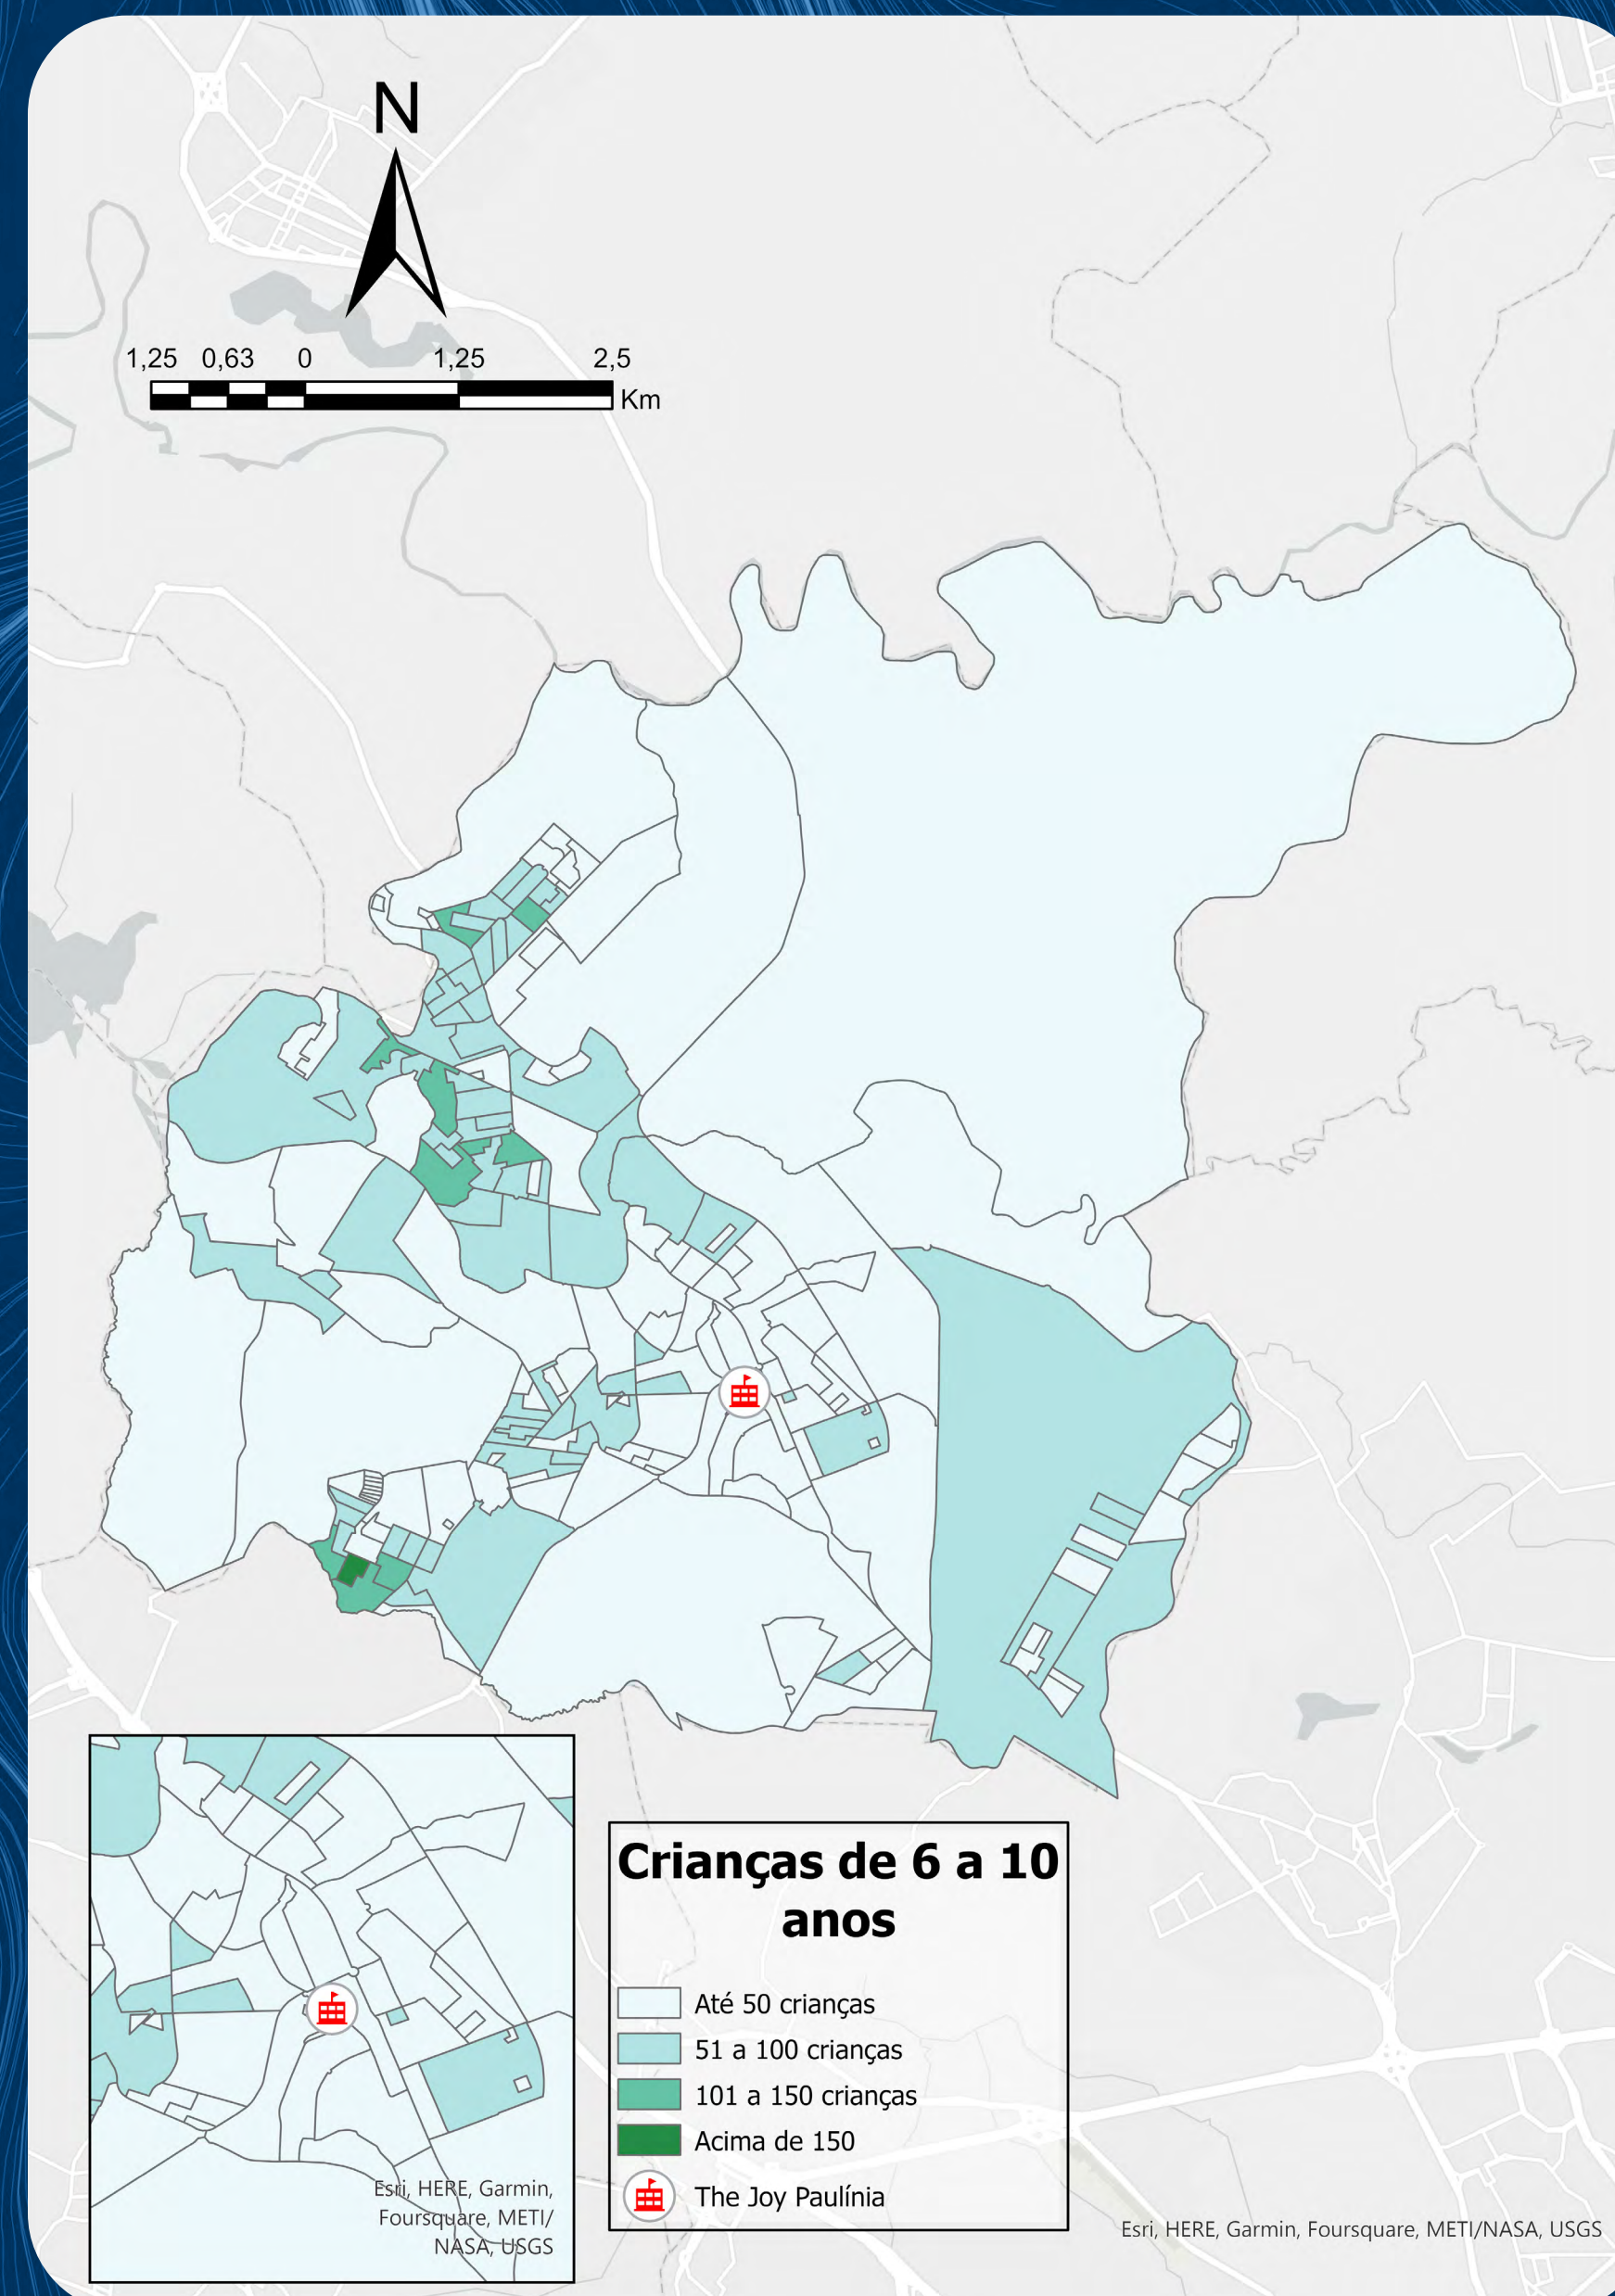 N
1,25 0,63 0 1,25 2,5
Km
Crianças de 6 a 10
anos
Até 50 crianças
51 a 100 crianças
101 a 150 crianças
Acima de 150
The Joy Paulínia
Esri, HERE, Garmin,
Foursquare, METI/
NASA, USGS
Esri, HERE, Garmin, Foursquare, METI/NASA, USGS